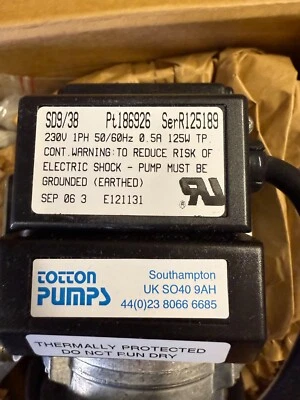 SD9/38 Pt186926 SerR125189
230V 1PH 50/60Hz 0.5A 125W TP
CONT.WARNING: TO REDUCE RISK OF
ELECTRIC SHOCK - PUMP MUST BE
GROUNDED (EARTHED)
SEP 06 3 E121131
RU
totton
PUMPS
Southampton
UK SO40 9AH
44(0)23 8066 6685
THERMALLY PROTECTED
DO NOT RUN DRY